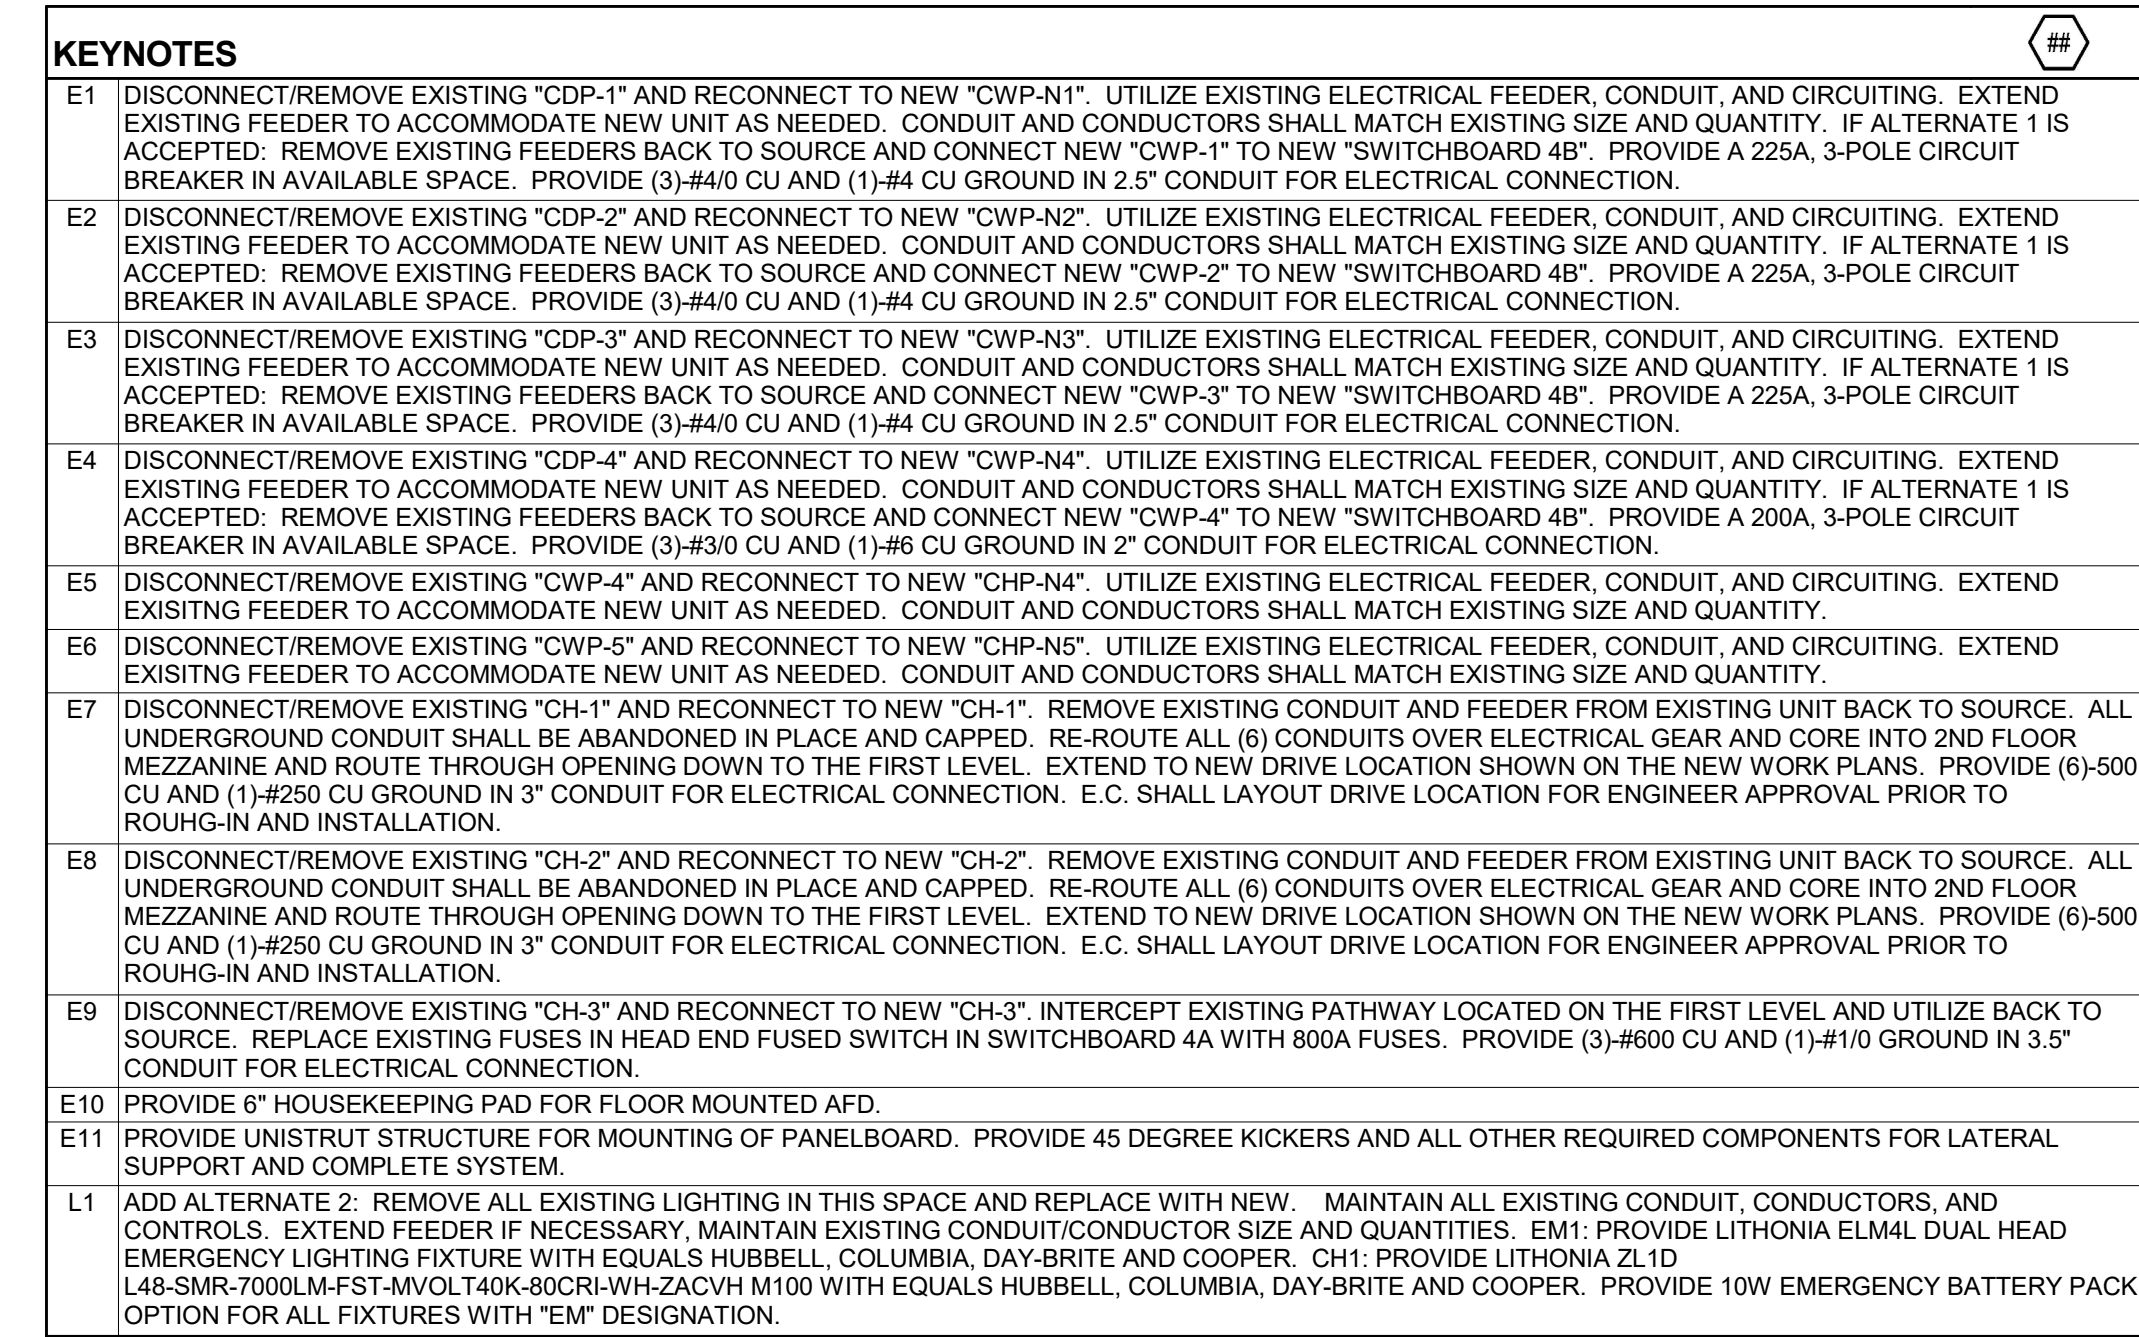 KEYNOTES
##
E1 DISCONNECT/REMOVE EXISTING "CDP-1" AND RECONNECT TO NEW "CWP-N1". UTILIZE EXISTING ELECTRICAL FEEDER, CONDUIT, AND CIRCUITING. EXTEND
EXISTING FEEDER TO ACCOMMODATE NEW UNIT AS NEEDED. CONDUIT AND CONDUCTORS SHALL MATCH EXISTING SIZE AND QUANTITY. IF ALTERNATE 1 IS
ACCEPTED: REMOVE EXISTING FEEDERS BACK TO SOURCE AND CONNECT NEW "CWP-1" TO NEW "SWITCHBOARD 4B". PROVIDE A 225A, 3-POLE CIRCUIT
BREAKER IN AVAILABLE SPACE. PROVIDE (3)-#4/0 CU AND (1)-#4 CU GROUND IN 2.5" CONDUIT FOR ELECTRICAL CONNECTION.
E2 DISCONNECT/REMOVE EXISTING "CDP-2" AND RECONNECT TO NEW "CWP-N2". UTILIZE EXISTING ELECTRICAL FEEDER, CONDUIT, AND CIRCUITING. EXTEND
EXISTING FEEDER TO ACCOMMODATE NEW UNIT AS NEEDED. CONDUIT AND CONDUCTORS SHALL MATCH EXISTING SIZE AND QUANTITY. IF ALTERNATE 1 IS
ACCEPTED: REMOVE EXISTING FEEDERS BACK TO SOURCE AND CONNECT NEW "CWP-2" TO NEW "SWITCHBOARD 4B". PROVIDE A 225A, 3-POLE CIRCUIT
BREAKER IN AVAILABLE SPACE. PROVIDE (3)-#4/0 CU AND (1)-#4 CU GROUND IN 2.5" CONDUIT FOR ELECTRICAL CONNECTION.
E3 DISCONNECT/REMOVE EXISTING "CDP-3" AND RECONNECT TO NEW "CWP-N3". UTILIZE EXISTING ELECTRICAL FEEDER, CONDUIT, AND CIRCUITING. EXTEND
EXISTING FEEDER TO ACCOMMODATE NEW UNIT AS NEEDED. CONDUIT AND CONDUCTORS SHALL MATCH EXISTING SIZE AND QUANTITY. IF ALTERNATE 1 IS
ACCEPTED: REMOVE EXISTING FEEDERS BACK TO SOURCE AND CONNECT NEW "CWP-3" TO NEW "SWITCHBOARD 4B". PROVIDE A 225A, 3-POLE CIRCUIT
BREAKER IN AVAILABLE SPACE. PROVIDE (3)-#4/0 CU AND (1)-#4 CU GROUND IN 2.5" CONDUIT FOR ELECTRICAL CONNECTION.
E4 DISCONNECT/REMOVE EXISTING "CDP-4" AND RECONNECT TO NEW "CWP-N4". UTILIZE EXISTING ELECTRICAL FEEDER, CONDUIT, AND CIRCUITING. EXTEND
EXISTING FEEDER TO ACCOMMODATE NEW UNIT AS NEEDED. CONDUIT AND CONDUCTORS SHALL MATCH EXISTING SIZE AND QUANTITY. IF ALTERNATE 1 IS
ACCEPTED: REMOVE EXISTING FEEDERS BACK TO SOURCE AND CONNECT NEW "CWP-4" TO NEW "SWITCHBOARD 4B". PROVIDE A 200A, 3-POLE CIRCUIT
BREAKER IN AVAILABLE SPACE. PROVIDE (3)-#3/0 CU AND (1)-#6 CU GROUND IN 2" CONDUIT FOR ELECTRICAL CONNECTION.
E5 DISCONNECT/REMOVE EXISTING "CWP-4" AND RECONNECT TO NEW "CHP-N4". UTILIZE EXISTING ELECTRICAL FEEDER, CONDUIT, AND CIRCUITING. EXTEND
EXISITNG FEEDER TO ACCOMMODATE NEW UNIT AS NEEDED. CONDUIT AND CONDUCTORS SHALL MATCH EXISTING SIZE AND QUANTITY.
E6 DISCONNECT/REMOVE EXISTING "CWP-5" AND RECONNECT TO NEW "CHP-N5". UTILIZE EXISTING ELECTRICAL FEEDER, CONDUIT, AND CIRCUITING. EXTEND
EXISITNG FEEDER TO ACCOMMODATE NEW UNIT AS NEEDED. CONDUIT AND CONDUCTORS SHALL MATCH EXISTING SIZE AND QUANTITY.
E7 DISCONNECT/REMOVE EXISTING "CH-1" AND RECONNECT TO NEW "CH-1". REMOVE EXISTING CONDUIT AND FEEDER FROM EXISTING UNIT BACK TO SOURCE. ALL
UNDERGROUND CONDUIT SHALL BE ABANDONED IN PLACE AND CAPPED. RE-ROUTE ALL (6) CONDUITS OVER ELECTRICAL GEAR AND CORE INTO 2ND FLOOR
MEZZANINE AND ROUTE THROUGH OPENING DOWN TO THE FIRST LEVEL. EXTEND TO NEW DRIVE LOCATION SHOWN ON THE NEW WORK PLANS. PROVIDE (6)-500
CU AND (1)-#250 CU GROUND IN 3" CONDUIT FOR ELECTRICAL CONNECTION. E.C. SHALL LAYOUT DRIVE LOCATION FOR ENGINEER APPROVAL PRIOR TO
ROUHG-IN AND INSTALLATION.
E8 DISCONNECT/REMOVE EXISTING "CH-2" AND RECONNECT TO NEW "CH-2". REMOVE EXISTING CONDUIT AND FEEDER FROM EXISTING UNIT BACK TO SOURCE. ALL
UNDERGROUND CONDUIT SHALL BE ABANDONED IN PLACE AND CAPPED. RE-ROUTE ALL (6) CONDUITS OVER ELECTRICAL GEAR AND CORE INTO 2ND FLOOR
MEZZANINE AND ROUTE THROUGH OPENING DOWN TO THE FIRST LEVEL. EXTEND TO NEW DRIVE LOCATION SHOWN ON THE NEW WORK PLANS. PROVIDE (6)-500
CU AND (1)-#250 CU GROUND IN 3" CONDUIT FOR ELECTRICAL CONNECTION. E.C. SHALL LAYOUT DRIVE LOCATION FOR ENGINEER APPROVAL PRIOR TO
ROUHG-IN AND INSTALLATION.
E9 DISCONNECT/REMOVE EXISTING "CH-3" AND RECONNECT TO NEW "CH-3". INTERCEPT EXISTING PATHWAY LOCATED ON THE FIRST LEVEL AND UTILIZE BACK TO
SOURCE. REPLACE EXISTING FUSES IN HEAD END FUSED SWITCH IN SWITCHBOARD 4A WITH 800A FUSES. PROVIDE (3)-#600 CU AND (1)-#1/0 GROUND IN 3.5"
CONDUIT FOR ELECTRICAL CONNECTION.
E10 PROVIDE 6" HOUSEKEEPING PAD FOR FLOOR MOUNTED AFD.
E11 PROVIDE UNISTRUT STRUCTURE FOR MOUNTING OF PANELBOARD. PROVIDE 45 DEGREE KICKERS AND ALL OTHER REQUIRED COMPONENTS FOR LATERAL
SUPPORT AND COMPLETE SYSTEM.
L1 ADD ALTERNATE 2: REMOVE ALL EXISTING LIGHTING IN THIS SPACE AND REPLACE WITH NEW. MAINTAIN ALL EXISTING CONDUIT, CONDUCTORS, AND
CONTROLS. EXTEND FEEDER IF NECESSARY, MAINTAIN EXISTING CONDUIT/CONDUCTOR SIZE AND QUANTITIES. EM1: PROVIDE LITHONIA ELM4L DUAL HEAD
EMERGENCY LIGHTING FIXTURE WITH EQUALS HUBBELL, COLUMBIA, DAY-BRITE AND COOPER. CH1: PROVIDE LITHONIA ZL1D
L48-SMR-7000LM-FST-MVOLT40K-80CRI-WH-ZACVH M100 WITH EQUALS HUBBELL, COLUMBIA, DAY-BRITE AND COOPER. PROVIDE 10W EMERGENCY BATTERY PACK
OPTION FOR ALL FIXTURES WITH "EM" DESIGNATION.